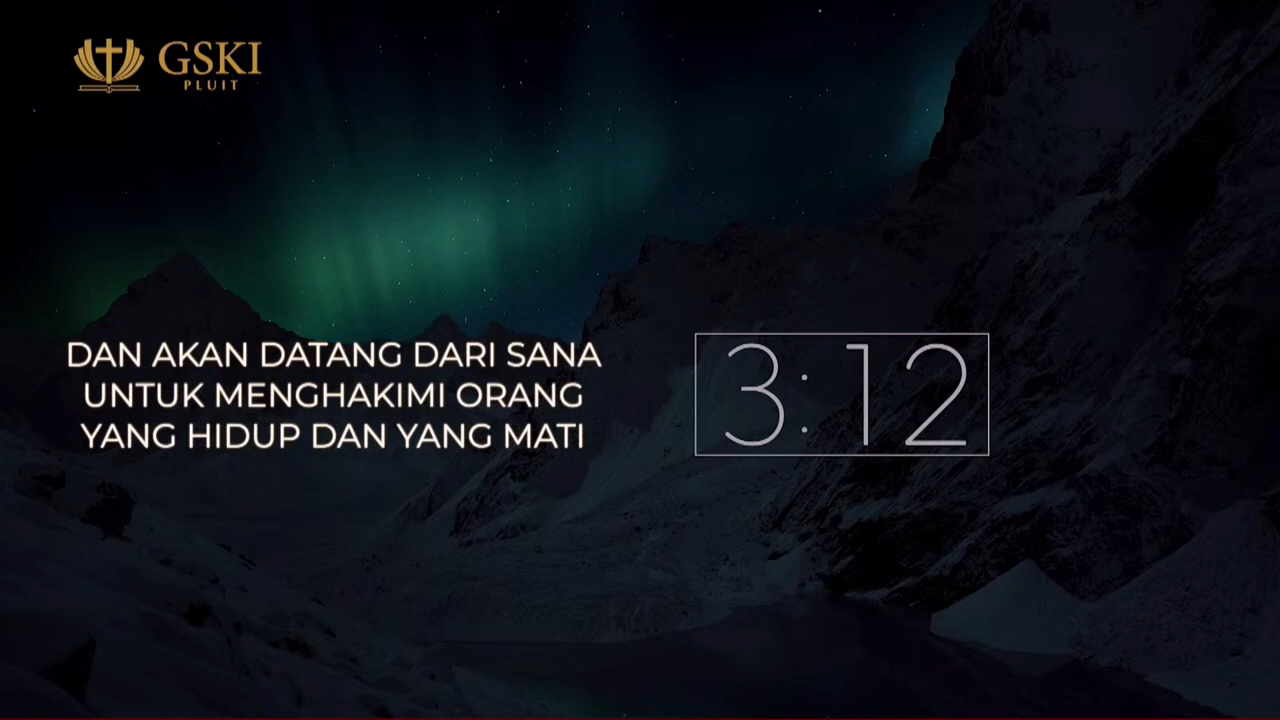 GSKI
PLUIT
DAN AKAN DATANG DARI SANA
UNTUK MENGHAKIMI ORANG
YANG HIDUP DAN YANG MATI
3:12